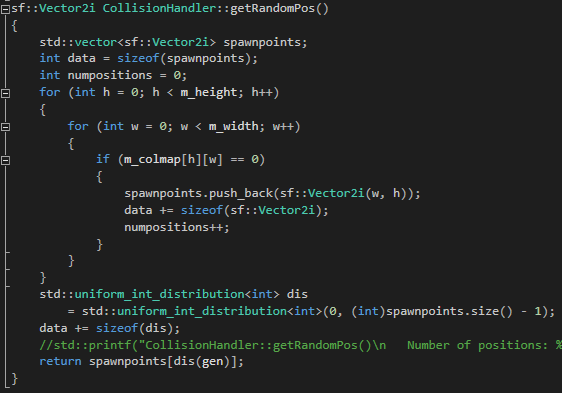 sf::Vector2i CollisionHandler::getRandomPos()
{
    std::vector<sf::Vector2i> spawnpoints;
    int data = sizeof(spawnpoints);
    int numpositions = 0;
    for (int h = 0; h < m_height; h++)
    {
        for (int w = 0; w < m_width; w++)
        {
            if (m_colmap[h][w] == 0)
            {
                spawnpoints.push_back(sf::Vector2i(w, h));
                data += sizeof(sf::Vector2i);
                numpositions++;
            }
        }
    }
    std::uniform_int_distribution<int> dis
        = std::uniform_int_distribution<int>(0, (int)spawnpoints.size() - 1);
    data += sizeof(dis);
    //std::printf("CollisionHandler::getRandomPos()\n   Number of positions: %
    return spawnpoints[dis(gen)];
}